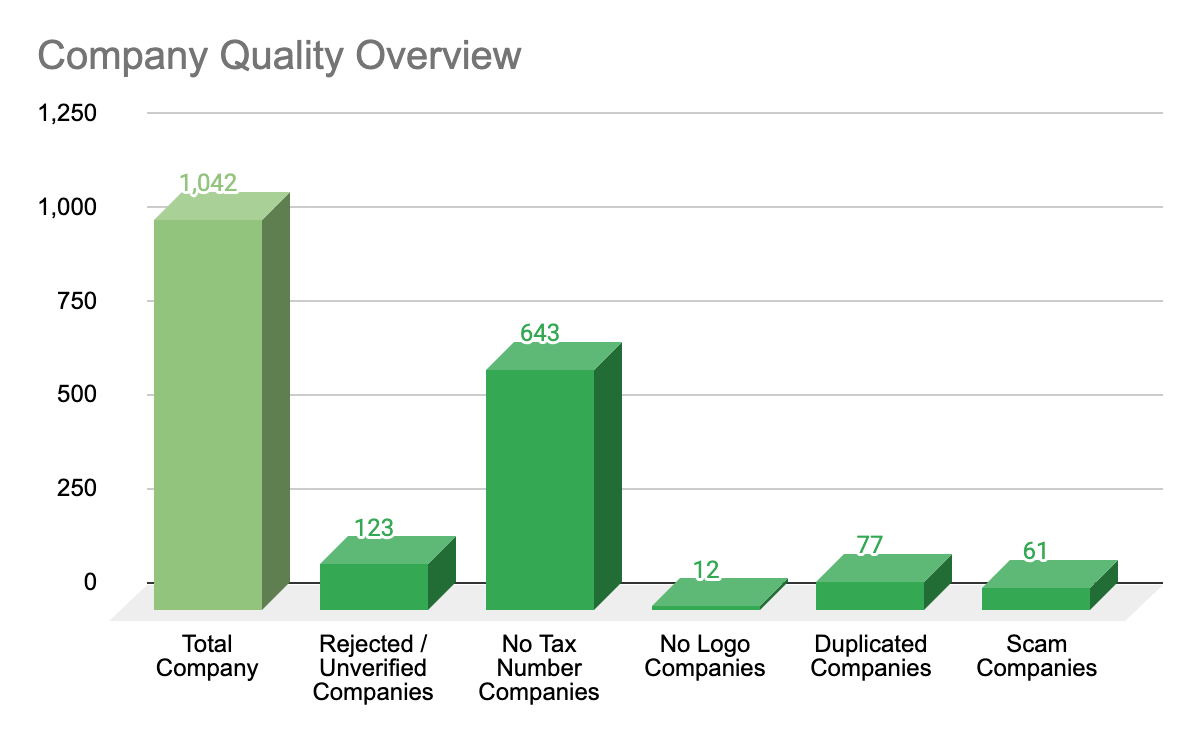 Company Quality Overview
1,250
1,000
750
500
250
0
1,042
123
643
12
77
61
Total
Company
Rejected /
Unverified
Companies
No Tax
Number
Companies
No Logo
Companies
Duplicated
Companies
Scam
Companies